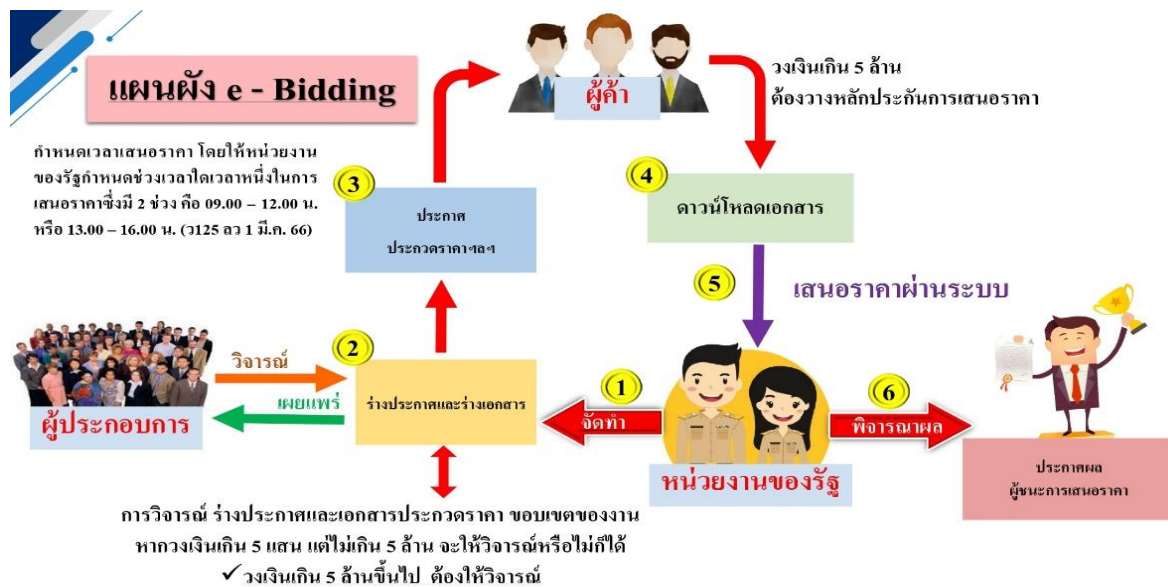 แผนผัง e - Bidding
กำหนดเวลาเสนอราคา โดยให้หน่วยงาน
ของรัฐกำหนดช่วงเวลาใดเวลาหนึ่งในการ
เสนอราคาซึ่งมี 2 ช่วง คือ 09.00 – 12.00 น.
หรือ 13.00 – 16.00 น. (ว125 ลว 1 มี.ค. 66)
ผู้ค้า
วงเงินเกิน 5 ล้าน
ต้องวางหลักประกันการเสนอราคา
3
ประกาศ
ประกวดราคาฯลฯ
4
ดาวน์โหลดเอกสาร
5
เสนอราคาผ่านระบบ
วิจารณ์
เผยแพร่
ผู้ประกอบการ
2
ร่างประกาศและร่างเอกสาร
1
จัดทำ
หน่วยงานของรัฐ
6
พิจารณาผล
ประกาศผล
ผู้ชนะการเสนอราคา
การวิจารณ์ ร่างประกาศและเอกสารประกวดราคา ขอบเขตของงาน
หากวงเงินเกิน 5 แสน แต่ไม่เกิน 5 ล้าน จะให้วิจารณ์หรือไม่ก็ได้
✓วงเงินเกิน 5 ล้านขึ้นไป ต้องให้วิจารณ์